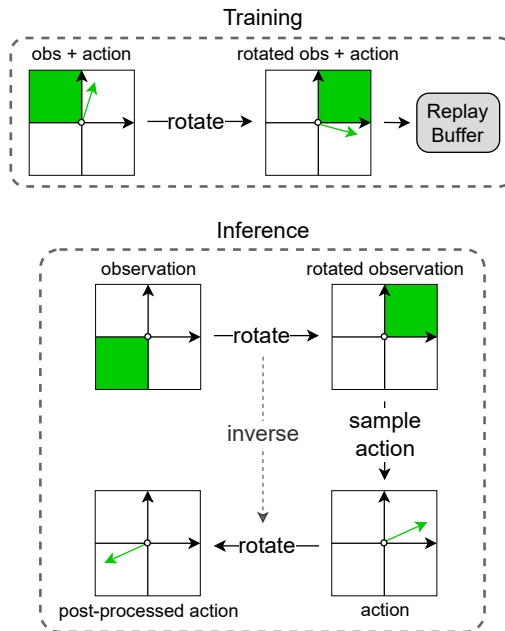 Training
obs + action
rotated obs + action
rotate
Replay
Buffer
Inference
observation
rotated observation
rotate
inverse
sample
action
rotate
post-processed action
action